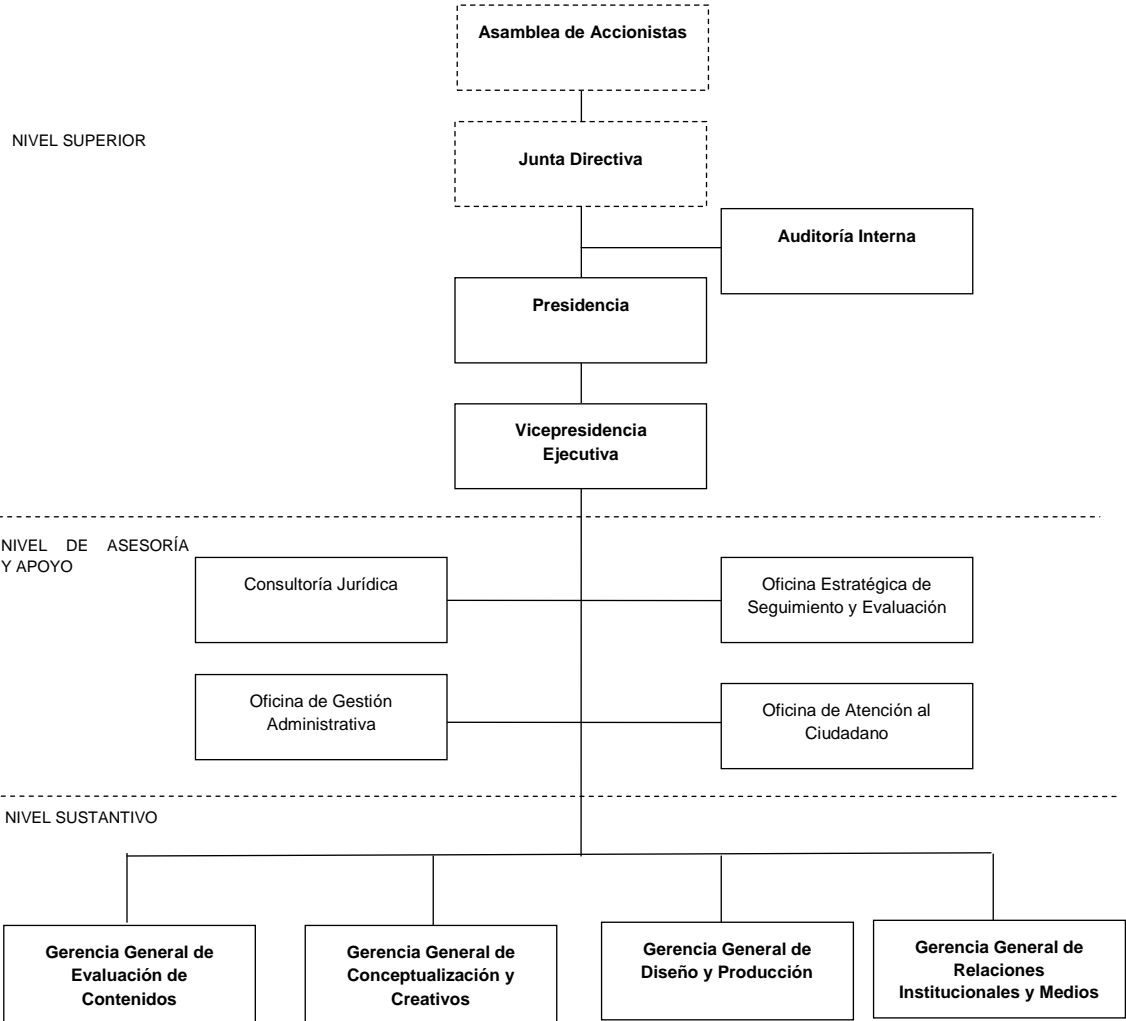 Asamblea de Accionistas
NIVEL SUPERIOR
Junta Directiva
Auditoría Interna
Presidencia
Vicepresidencia
Ejecutiva
NIVEL DE ASESORÍA
Y APOYO
Consultoría Jurídica
Oficina Estratégica de
Seguimiento y Evaluación
Oficina de Gestión
Administrativa
Oficina de Atención al
Ciudadano
NIVEL SUSTANTIVO
Gerencia General de
Evaluación de
Contenidos
Gerencia General de
Conceptualización y
Creativos
Gerencia General de
Diseño y Producción
Gerencia General de
Relaciones
Institucionales y Medios